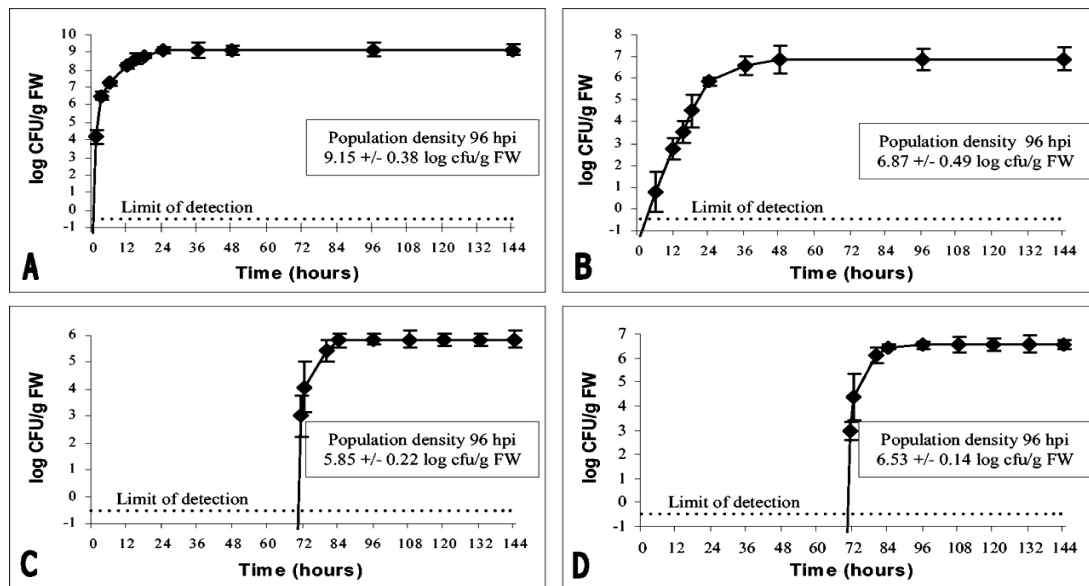 10
9
8
7
6
5
4
3
2
1
0
-1
log CFU/g FW
Population density 96 hpi
9.15 +/- 0.38 log cfu/g FW
Limit of detection
0 12 24 36 48 60 72 84 96 108 120 132 144
Time (hours)
A
8
7
6
5
4
3
2
1
0
-1
log CFU/g FW
Population density 96 hpi
6.87 +/- 0.49 log cfu/g FW
Limit of detection
0 12 24 36 48 60 72 84 96 108 120 132 144
Time (hours)
B
6
5
4
3
2
1
0
-1
log CFU/g FW
Population density 96 hpi
5.85 +/- 0.22 log cfu/g FW
Limit of detection
0 12 24 36 48 60 72 84 96 108 120 132 144
Time (hours)
C
7
6
5
4
3
2
1
0
-1
log CFU/g FW
Population density 96 hpi
6.53 +/- 0.14 log cfu/g FW
Limit of detection
0 12 24 36 48 60 72 84 96 108 120 132 144
Time (hours)
D